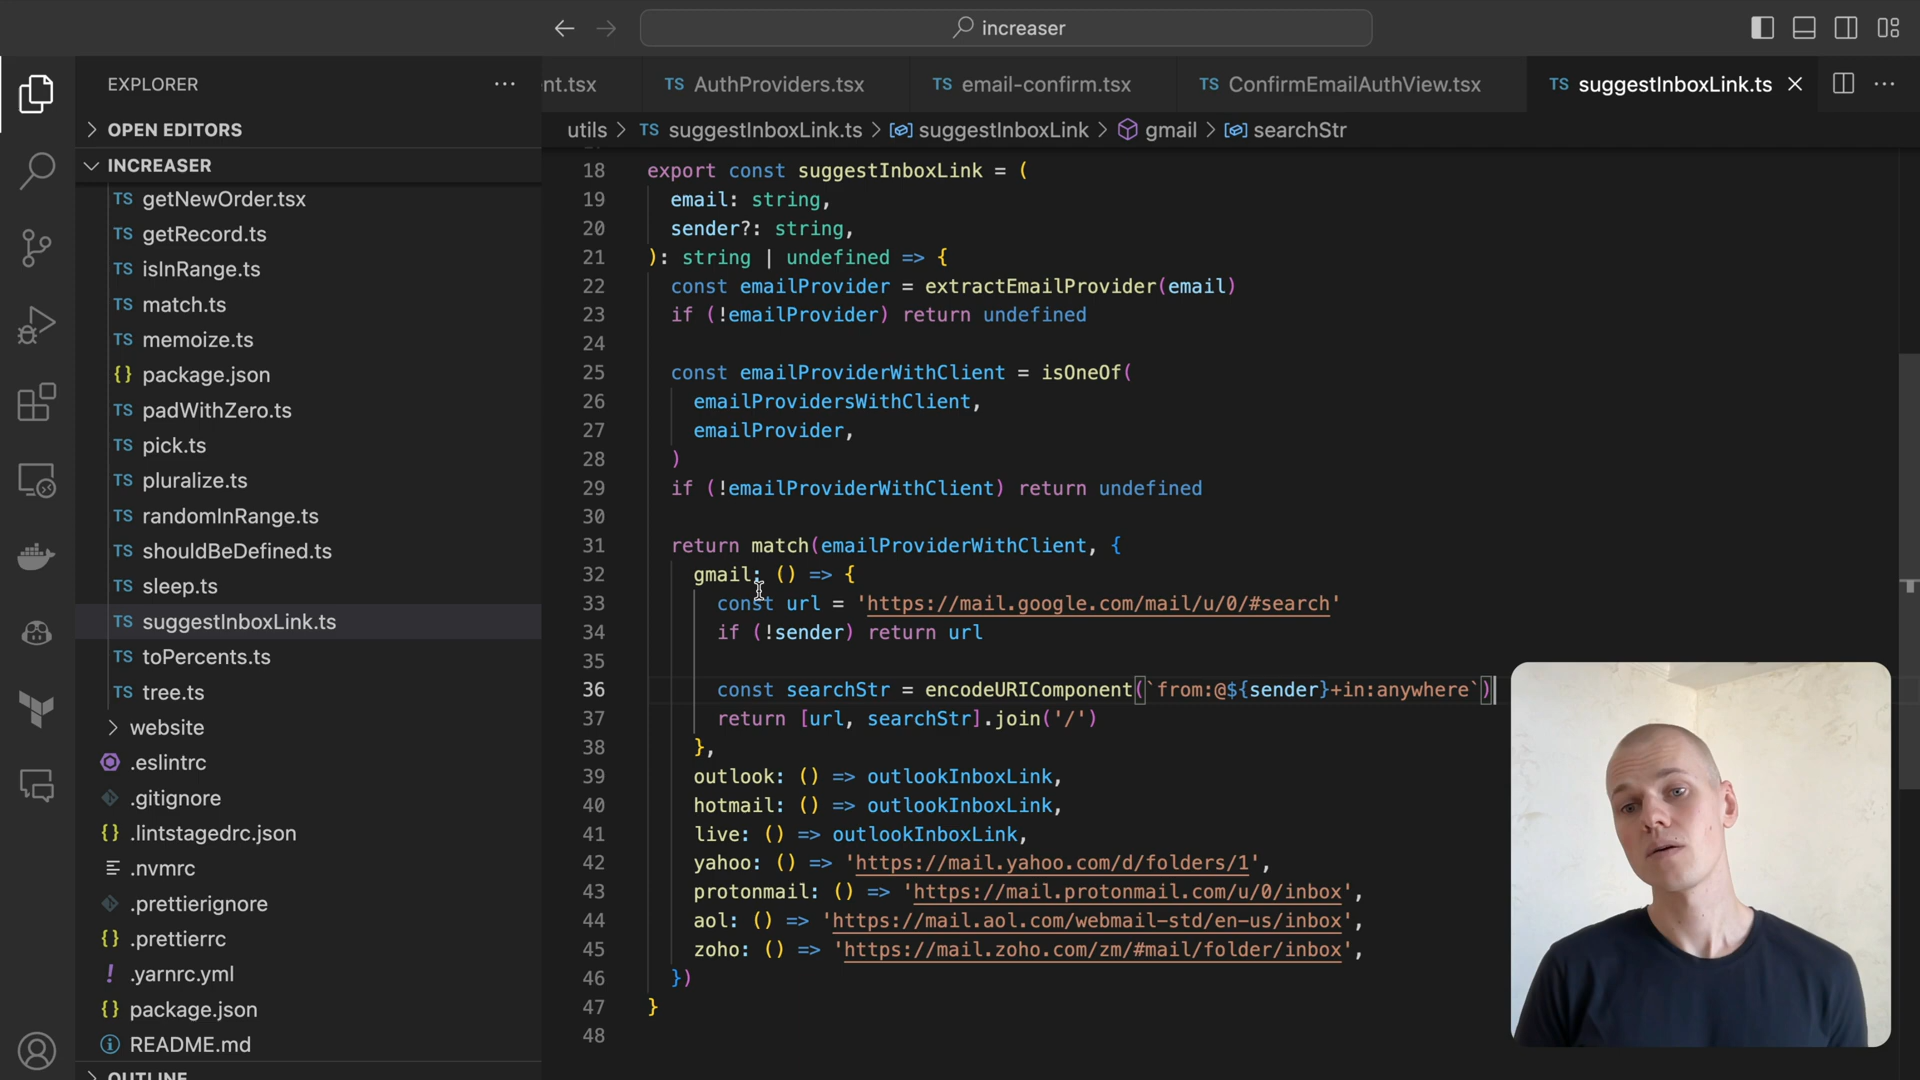 increaser
EXPLORER
OPEN EDITORS
INCREASER
TS getNewOrder.tsx
TS getRecord.ts
TS isInRange.ts
TS match.ts
TS memoize.ts
{} package.json
TS padWithZero.ts
TS pick.ts
TS pluralize.ts
TS randomInRange.ts
TS shouldBeDefined.ts
TS sleep.ts
TS suggestInboxLink.ts
TS toPercents.ts
TS tree.ts
website
.eslintrc
.gitignore
{} .lintstagedrc.json
.nvmrc
.prettierignore
{} .prettierrc
! .yarnrc.yml
{} package.json
README.md
OUTLINE
nt.tsx TS AuthProviders.tsx TS email-confirm.tsx TS ConfirmEmailAuthView.tsx TS suggestInboxLink.ts
utils > TS suggestInboxLink.ts > suggestInboxLink > gmail > searchStr
18 export const suggestInboxLink = (
19 email: string,
20 sender?: string,
21 ): string | undefined => {
22 const emailProvider = extractEmailProvider(email)
23 if (!emailProvider) return undefined
24
25 const emailProviderWithClient = isOneOf(
26 emailProvidersWithClient,
27 emailProvider,
28 )
29 if (!emailProviderWithClient) return undefined
30
31 return match(emailProviderWithClient, {
32 gmail: () => {
33 const url = 'https://mail.google.com/mail/u/0/#search'
34 if (!sender) return url
35
36 const searchStr = encodeURIComponent(`from:@${sender}+in:anywhere`)
37 return [url, searchStr].join('/')
38 },
39 outlook: () => outlookInboxLink,
40 hotmail: () => outlookInboxLink,
41 live: () => outlookInboxLink,
42 yahoo: () => 'https://mail.yahoo.com/d/folders/1',
43 protonmail: () => 'https://mail.protonmail.com/u/0/inbox',
44 aol: () => 'https://mail.aol.com/webmail-std/en-us/inbox',
45 zoho: () => 'https://mail.zoho.com/zm/#mail/folder/inbox',
46 })
47 }
48